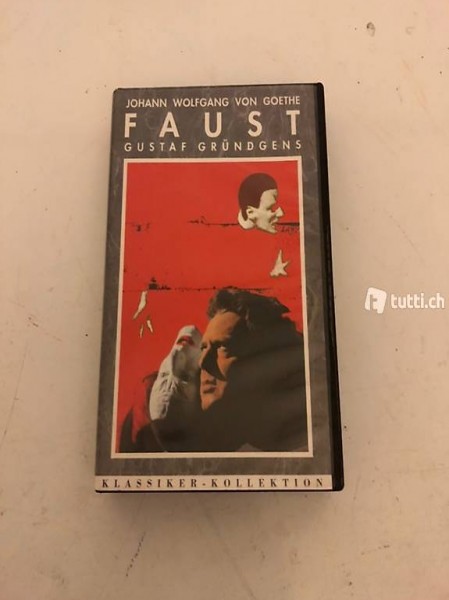 JOHANN WOLFGANG VON GOETHE
FAUST
GUSTAF GRÜNDGENS
tutti.ch
KLASSIKER-KOLLEKTION